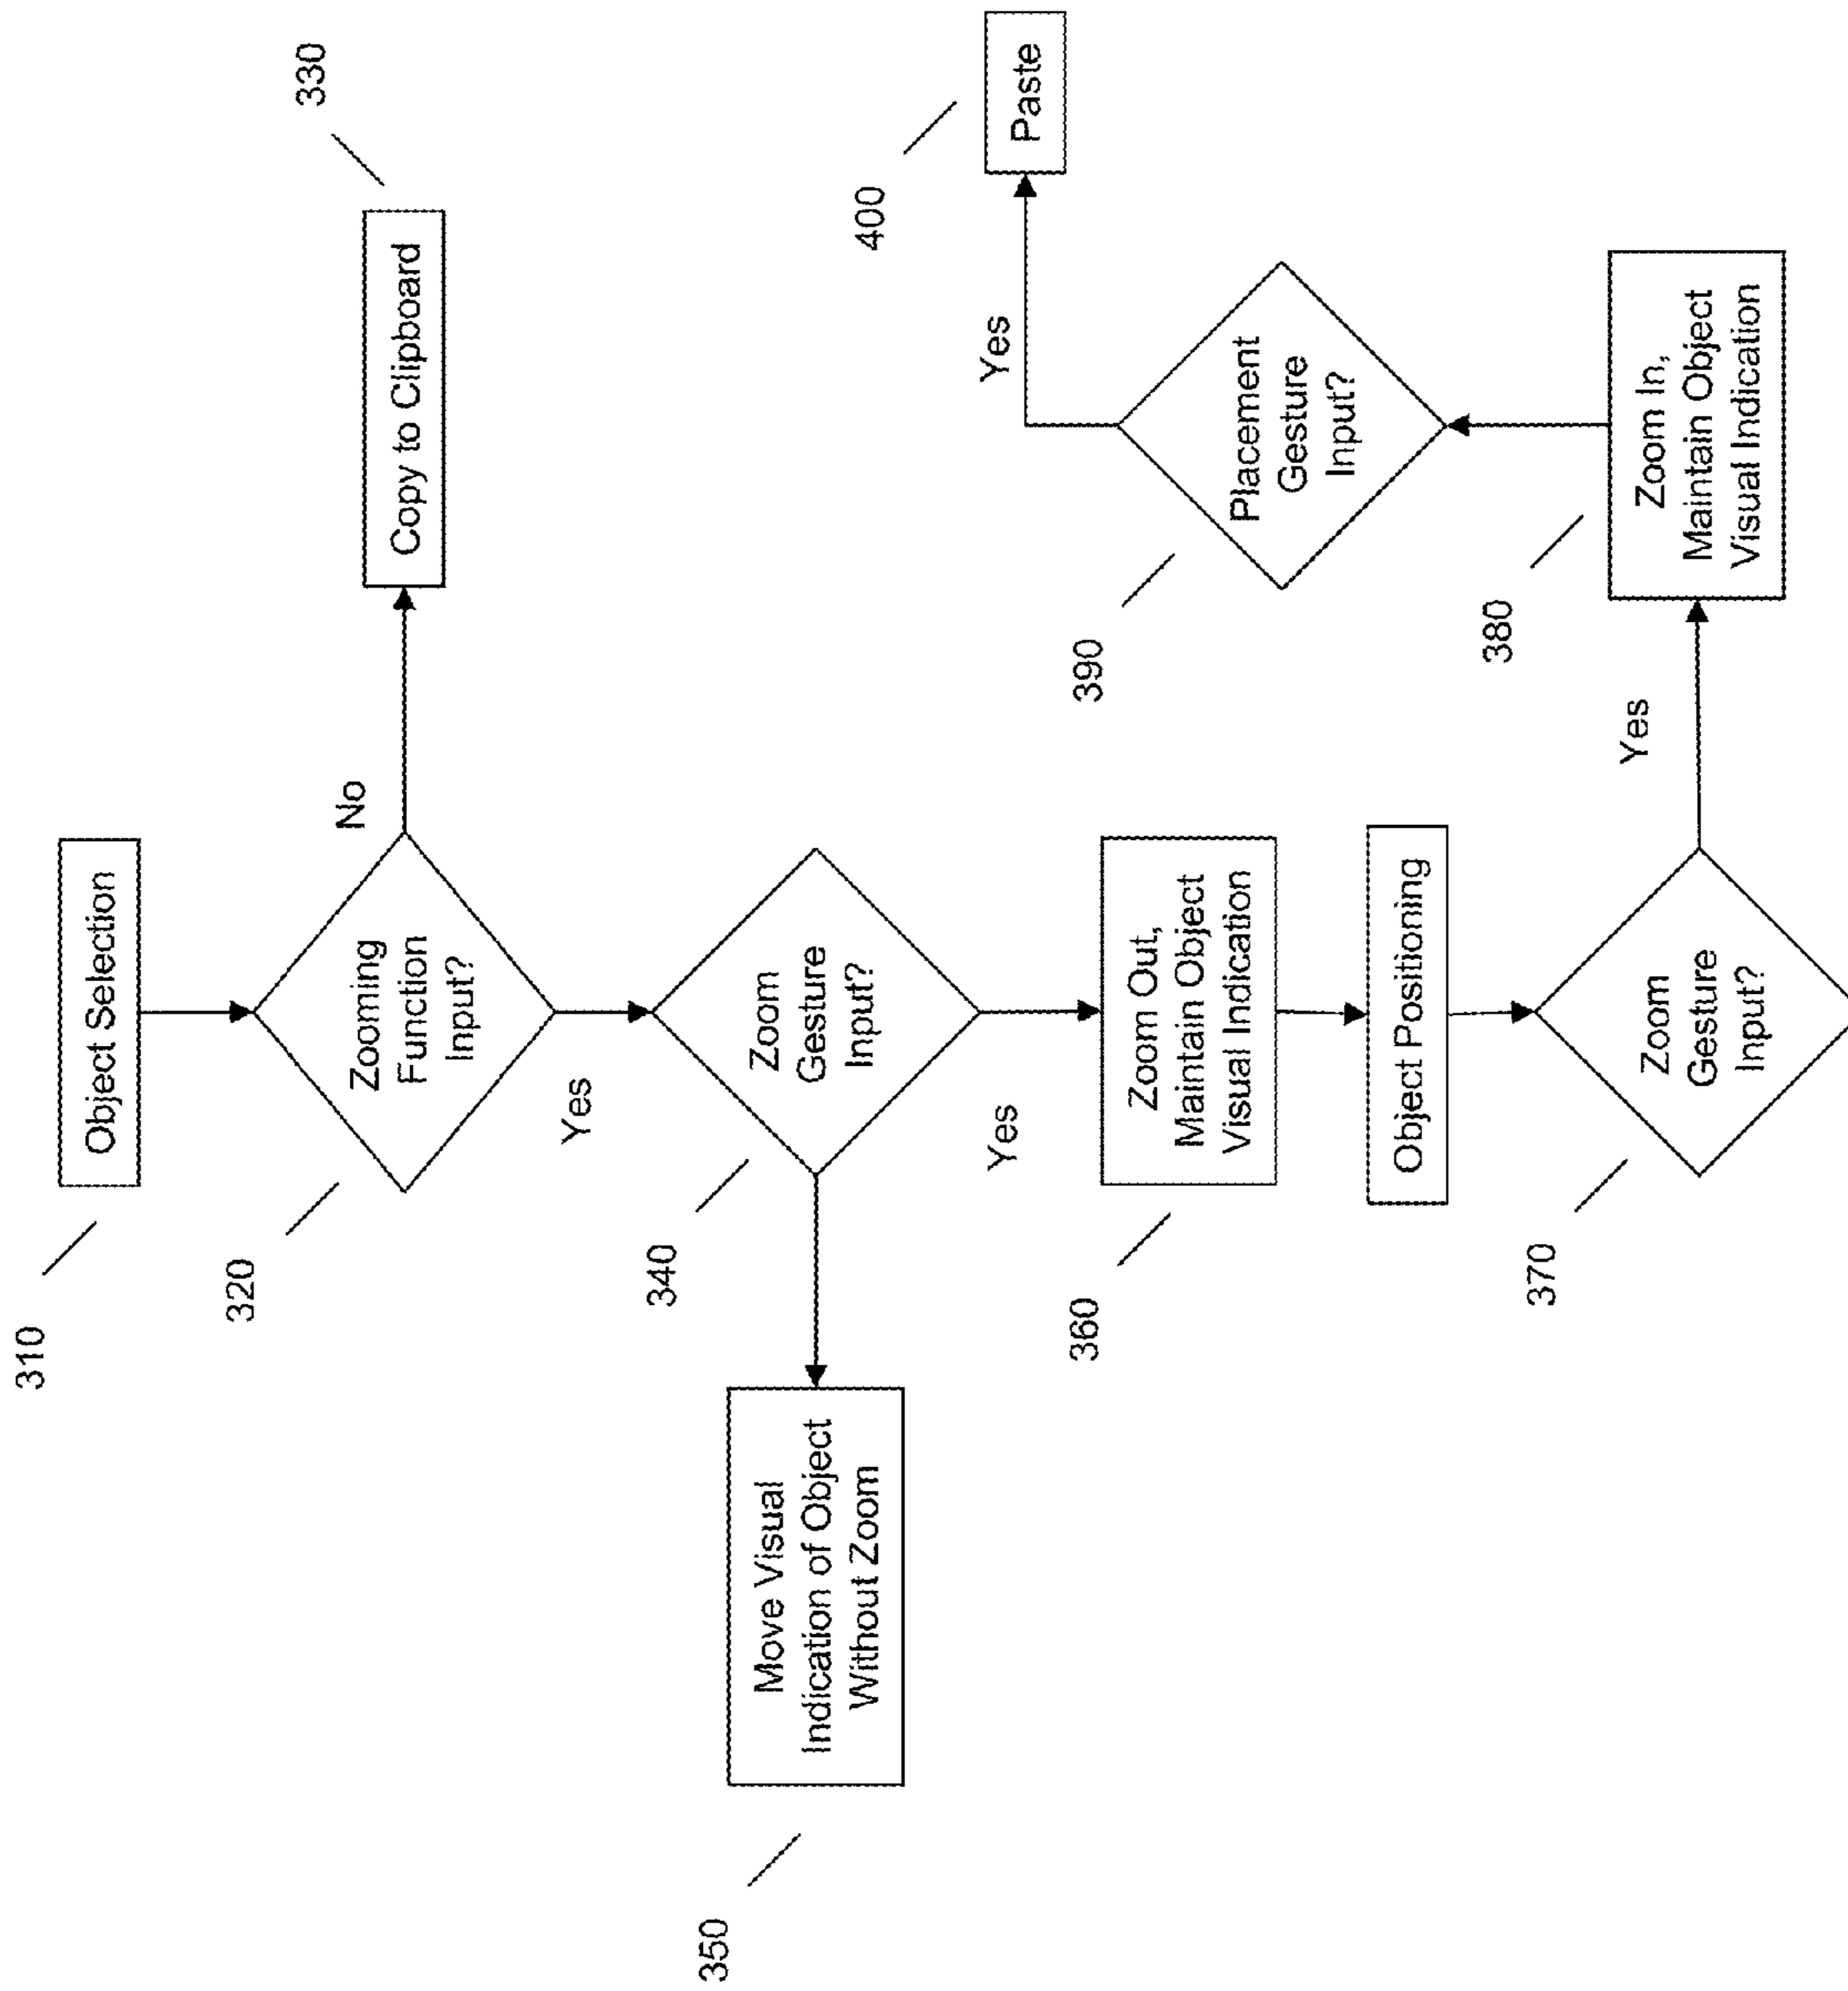 310
Object Selection
320
Zooming
Function
Input?
No
Copy to Clipboard
330
Yes
340
Zoom
Gesture
Input?
350
Move Visual
Indication of Object
Without Zoom
Yes
360
Zoom Out,
Maintain Object
Visual Indication
Object Positioning
370
Zoom
Gesture
Input?
Yes
380
Zoom In,
Maintain Object
Visual Indication
390
Placement
Gesture
Input?
Yes
400
Paste